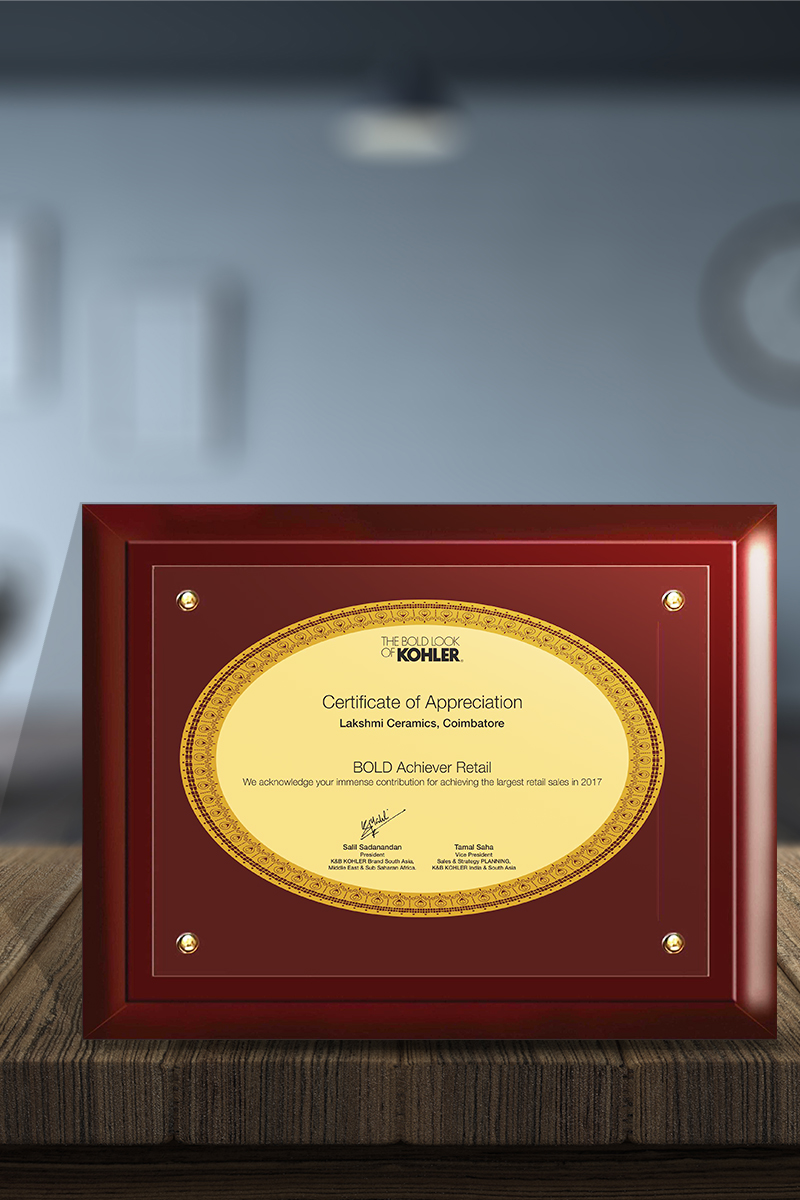 THE BOLD LOOK
OF KOHLER
Certificate of Appreciation
Lakshmi Ceramics, Coimbatore
BOLD Achiever Retail
We acknowledge your immense contribution for achieving the largest retail sales in 2017
Salil Sadanandan
President
K&B KOHLER Brand South Asia,
Middle East & Sub Saharan Africa.
Tamal Saha
Vice President
Sales & Strategy PLANNING,
K&B KOHLER India & South Asia